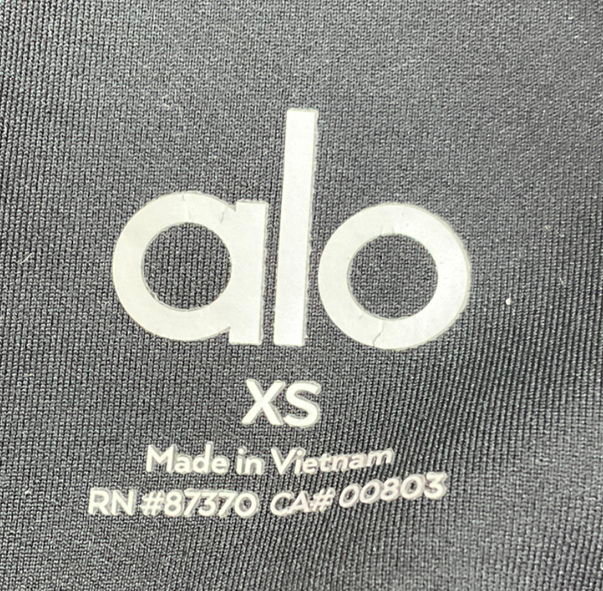 alo
XS
Made in Vietnam
RN #87370 CA# 00803